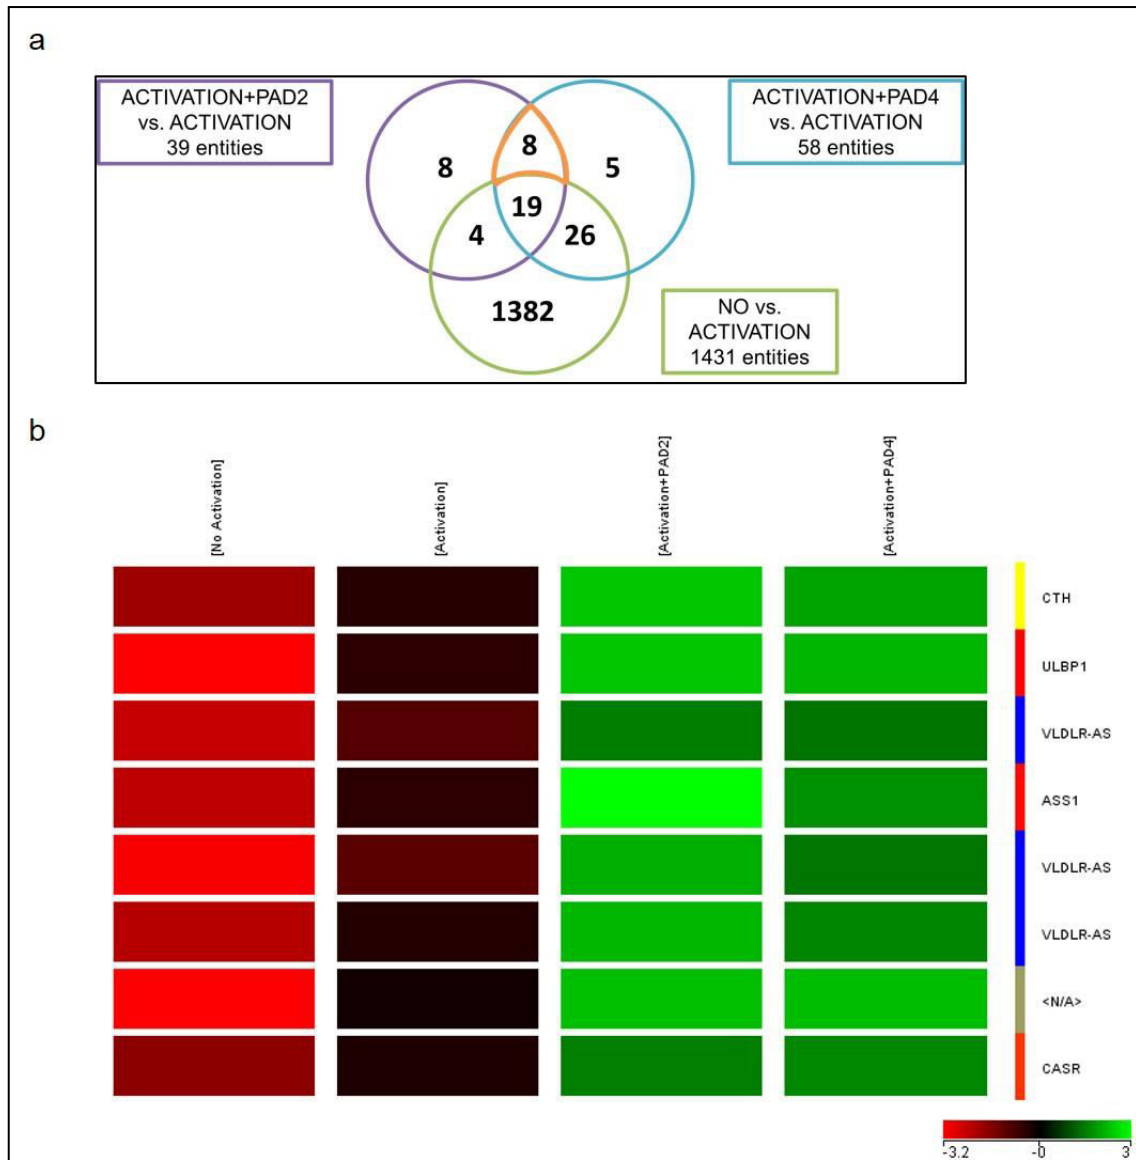 a
ACTIVATION+PAD2
vs. ACTIVATION
39 entities
ACTIVATION+PAD4
vs. ACTIVATION
58 entities
8
8
5
19
4
26
1382
NO vs.
ACTIVATION
1431 entities
b
[No Activation]
[Activation]
[Activation+PAD2]
[Activation+PAD4]
CTH
ULBP1
VLDLR-AS
ASS1
VLDLR-AS
VLDLR-AS
<N/A>
CASR
-3.2 -0 3